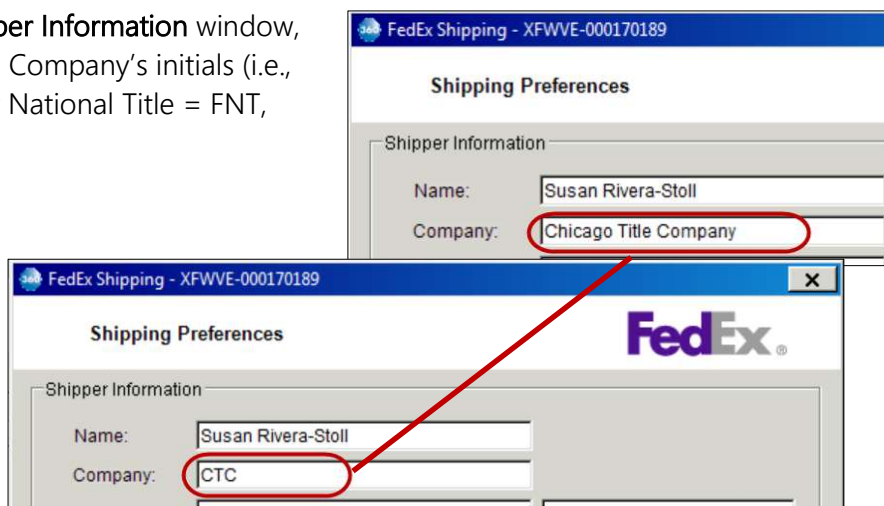 per Information window,
Company's initials (i.e.,
National Title = FNT,
FedEx Shipping - XFWVE-000170189
Shipping Preferences
Shipper Information
Name: Susan Rivera-Stoll
Company: Chicago Title Company
FedEx Shipping - XFWVE-000170189
Shipping Preferences
FedEx®
Shipper Information
Name: Susan Rivera-Stoll
Company: CTC